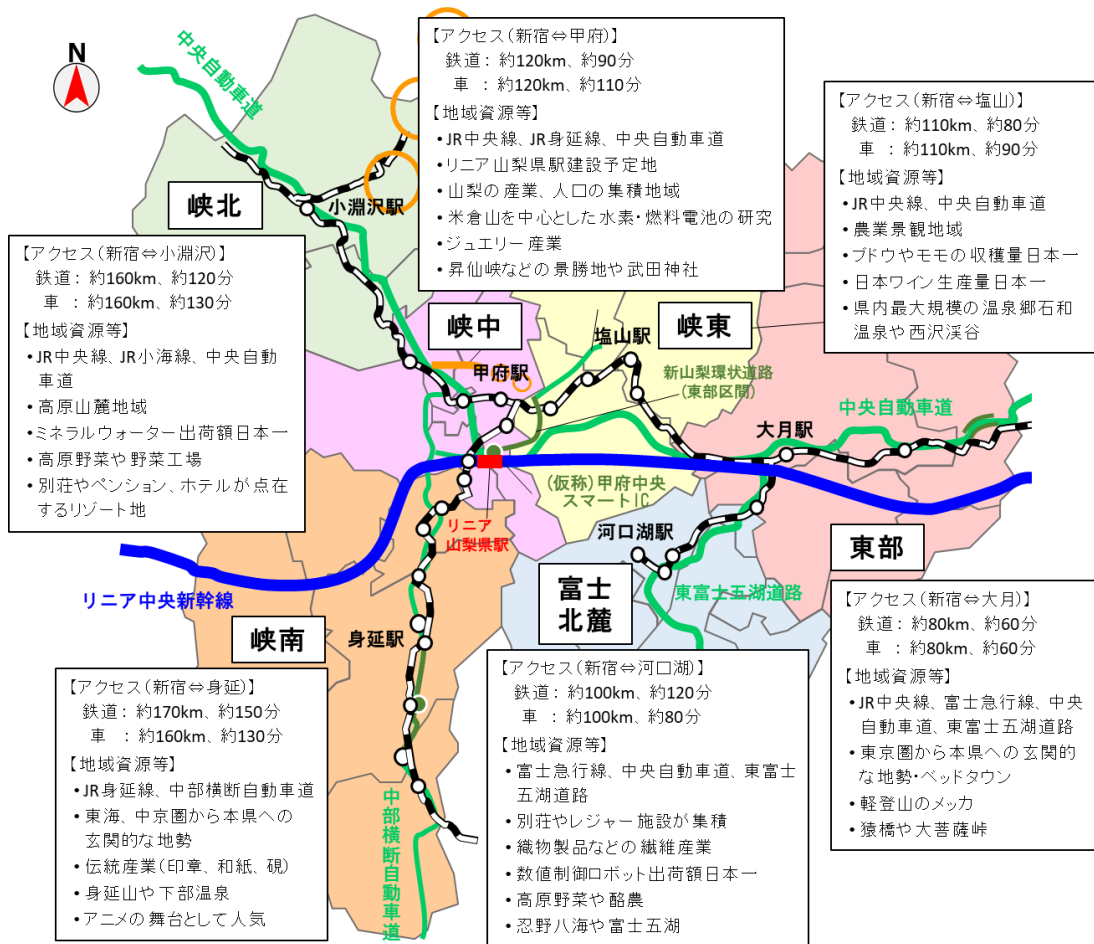 N
中央自動車道
【アクセス(新宿⇔甲府)】
鉄道：約120km、約90分
車　：約120km、約110分
【地域資源等】
•JR中央線、JR身延線、中央自動車道
•リニア山梨県駅建設予定地
•山梨の産業、人口の集積地域
•米倉山を中心とした水素・燃料電池の研究
•ジュエリー産業
•昇仙峡などの景勝地や武田神社
【アクセス(新宿⇔塩山)】
鉄道：約110km、約80分
車　：約110km、約90分
【地域資源等】
•JR中央線、中央自動車道
•農業景観地域
•ブドウやモモの収穫量日本一
•日本ワイン生産量日本一
•県内最大規模の温泉郷石和
温泉や西沢渓谷
峡北
小淵沢駅
【アクセス(新宿⇔小淵沢)】
鉄道：約160km、約120分
車　：約160km、約130分
【地域資源等】
•JR中央線、JR小海線、中央自動
車道
•高原山麓地域
•ミネラルウォーター出荷額日本一
•高原野菜や野菜工場
•別荘やペンション、ホテルが点在
するリゾート地
峡中
甲府駅
塩山駅
峡東
新山梨環状道路
(東部区間)
中央自動車道
大月駅
(仮称)甲府中央
スマートIC
リニア
山梨県駅
河口湖駅
東部
リニア中央新幹線
富士
北麓
東富士五湖道路
峡南
身延駅
【アクセス(新宿⇔大月)】
鉄道：約80km、約60分
車　：約80km、約60分
【地域資源等】
•JR中央線、富士急行線、中央
自動車道、東富士五湖道路
•東京圏から本県への玄関的
な地勢・ベッドタウン
•軽登山のメッカ
•猿橋や大菩薩峠
【アクセス(新宿⇔身延)】
鉄道：約170km、約150分
車　：約160km、約130分
【地域資源等】
•JR身延線、中部横断自動車道
•東海、中京圏から本県への
玄関的な地勢
•伝統産業(印章、和紙、硯)
•身延山や下部温泉
•アニメの舞台として人気
中部横断自動車道
【アクセス(新宿⇔河口湖)】
鉄道：約100km、約120分
車　：約100km、約80分
【地域資源等】
•富士急行線、中央自動車道、東富士
五湖道路
•別荘やレジャー施設が集積
•織物製品などの繊維産業
•数値制御ロボット出荷額日本一
•高原野菜や酪農
•忍野八海や富士五湖